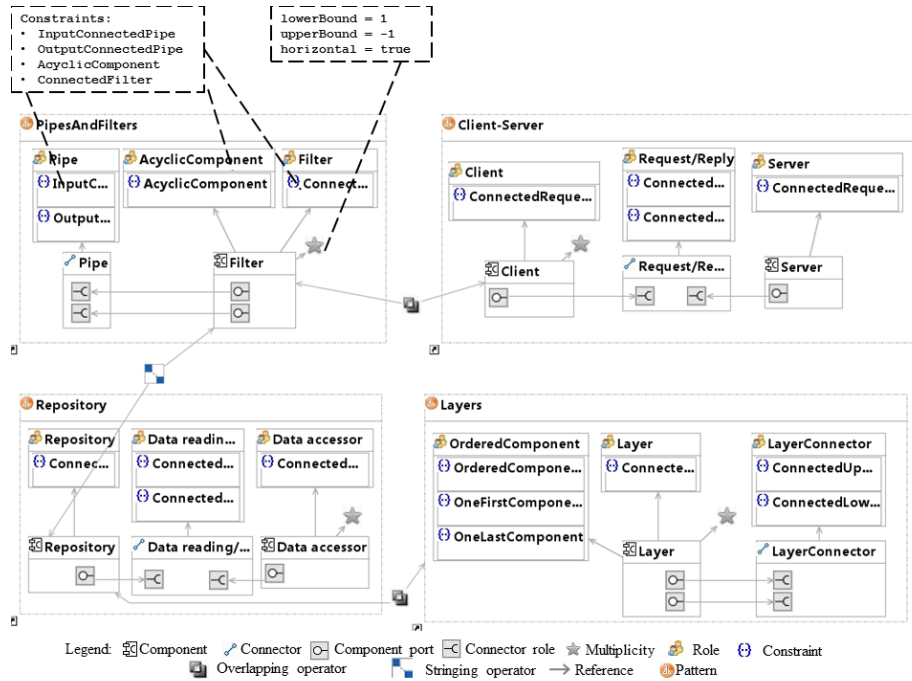 Constraints:
• InputConnectedPipe
• OutputConnectedPipe
• AcyclicComponent
• ConnectedFilter
lowerBound = 1
upperBound = -1
horizontal = true
PipesAndFilters
Pipe
InputC...
Output...
AcyclicComponent
AcyclicComponent
Filter
Connect...
Pipe
Filter
Client-Server
Client
ConnectedReque...
Request/Reply
Connected...
Connected...
Server
ConnectedReque...
Client
Request/Re...
Server
Repository
Repository
Connec...
Data readin...
Connected...
Connected...
Data accessor
Connected...
Repository
Data reading/...
Data accessor
Layers
OrderedComponent
OrderedCompone...
OneFirstCompone...
OneLastComponent
Layer
Connecte...
LayerConnector
ConnectedUp...
ConnectedLow...
Layer
LayerConnector
Legend: Component Connector Component port Connector role Multiplicity Role Constraint
Overlapping operator Stringing operator Reference Pattern